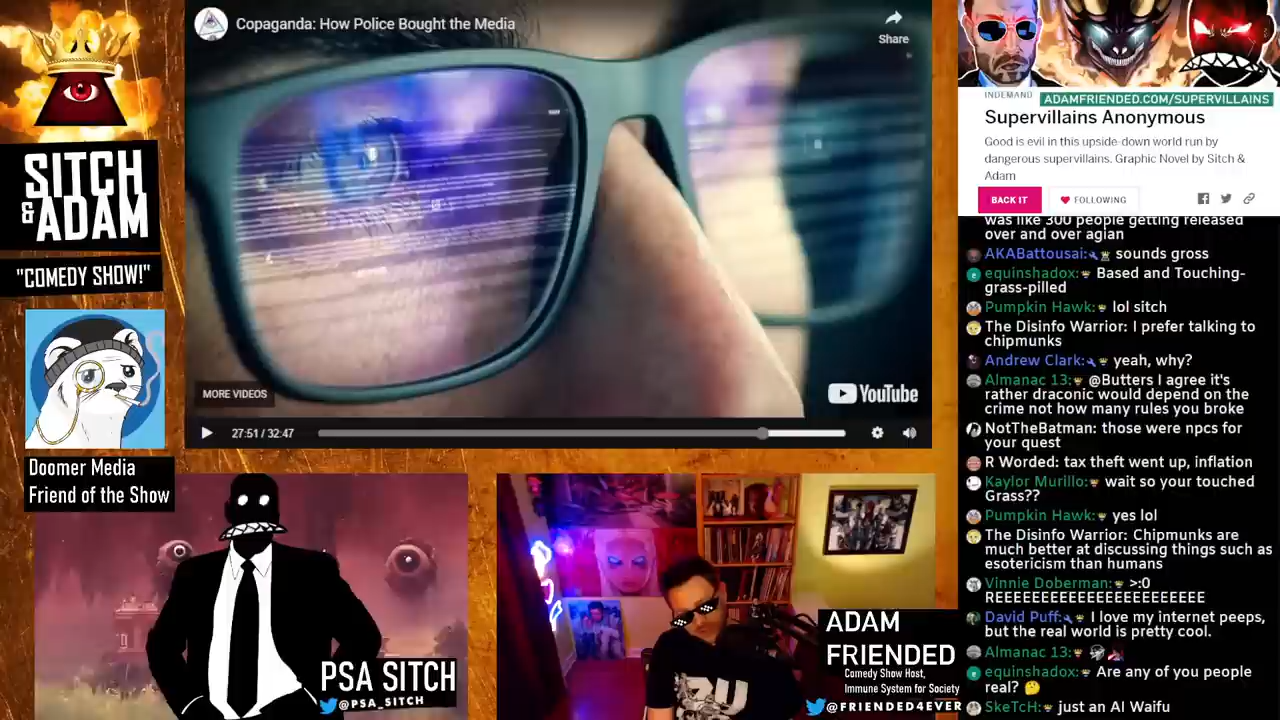 Copaganda: How Police Bought the Media
Share
MORE VIDEOS
YouTube
27:51 / 32:47
SITCH
& ADAM
"COMEDY SHOW!"
Doomer Media
Friend of the Show
PSA SITCH
@PSA_SITCH
ADAM
FRIENDED
Comedy Show Host,
Immune System for Society
@FRIENDED4EVER
INDEMAND
ADAMFRIENDED.COM/SUPERVILLAINS
Supervillains Anonymous
Good is evil in this upside-down world run by
dangerous supervillains. Graphic Novel by Sitch &
Adam
BACK IT
FOLLOWING
was like 300 people getting released
over and over agian
AKABattousai: sounds gross
equinshadox: Based and Touching-
grass-pilled
Pumpkin Hawk: lol sitch
The Disinfo Warrior: I prefer talking to
chipmunks
Andrew Clark: yeah, why?
Almanac 13: @Butters I agree it's
rather draconic would depend on the
crime not how many rules you broke
NotTheBatman: those were npcs for
your quest
R Worded: tax theft went up, inflation
Kaylor Murillo: wait so your touched
Grass??
Pumpkin Hawk: yes lol
The Disinfo Warrior: Chipmunks are
much better at discussing things such as
esotericism than humans
Vinnie Doberman: >:0
REEEEEEEEEEEEEEEEEEEEEEE
David Puff: I love my internet peeps,
but the real world is pretty cool.
Almanac 13:
equinshadox: Are any of you people
real? 🤔
SkeTcH: just an AI Waifu